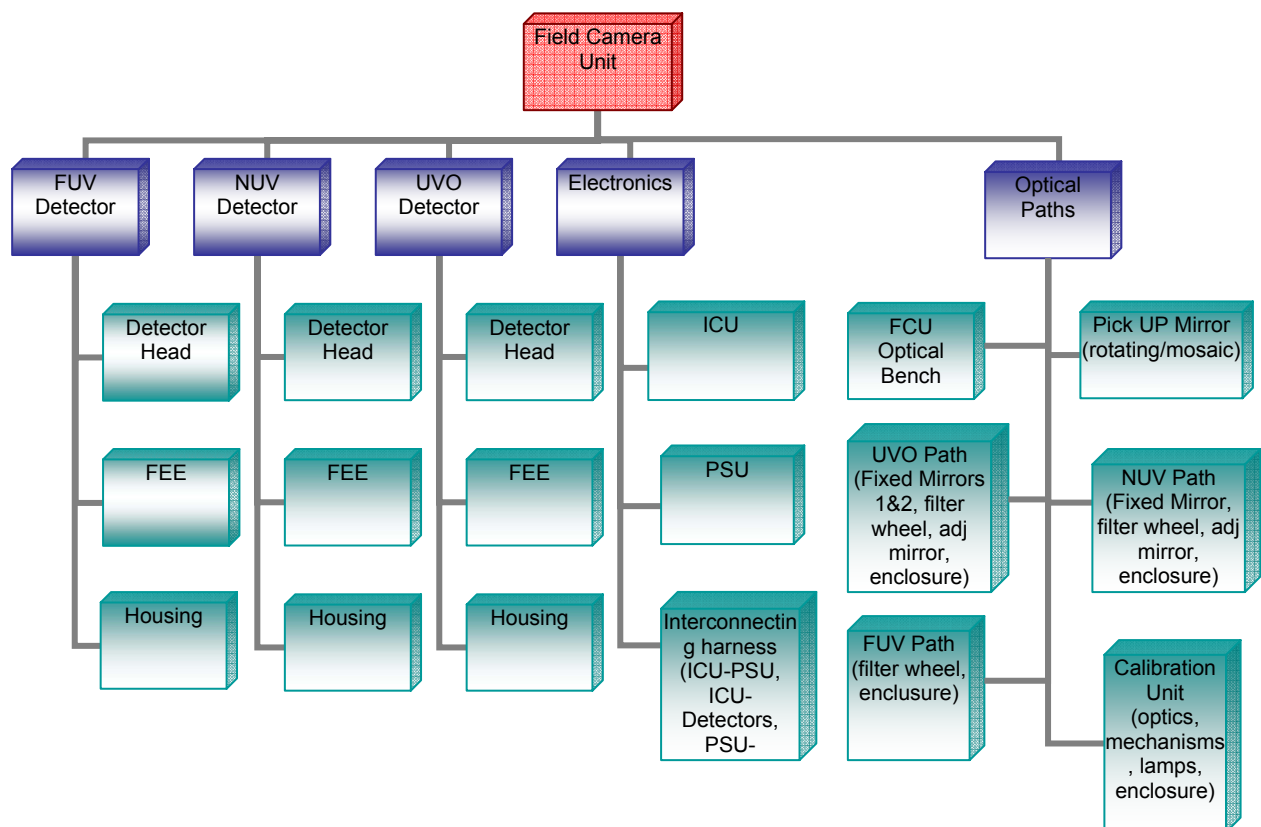 Field Camera
Unit
FUV
Detector
NUV
Detector
UVO
Detector
Electronics
Optical
Paths
Detector
Head
Detector
Head
Detector
Head
ICU
FCU
Optical
Bench
Pick UP Mirror
(rotating/mosaic)
FEE
FEE
FEE
PSU
UVO Path
(Fixed Mirrors
1&2, filter
wheel, adj
mirror,
enclosure)
NUV Path
(Fixed Mirror,
filter wheel, adj
mirror,
enclosure)
Housing
Housing
Housing
Interconnectin
g harness
(ICU-PSU,
ICU-
Detectors,
PSU-
FUV Path
(filter wheel,
enclusure)
Calibration
Unit
(optics,
mechanisms
, lamps,
enclosure)